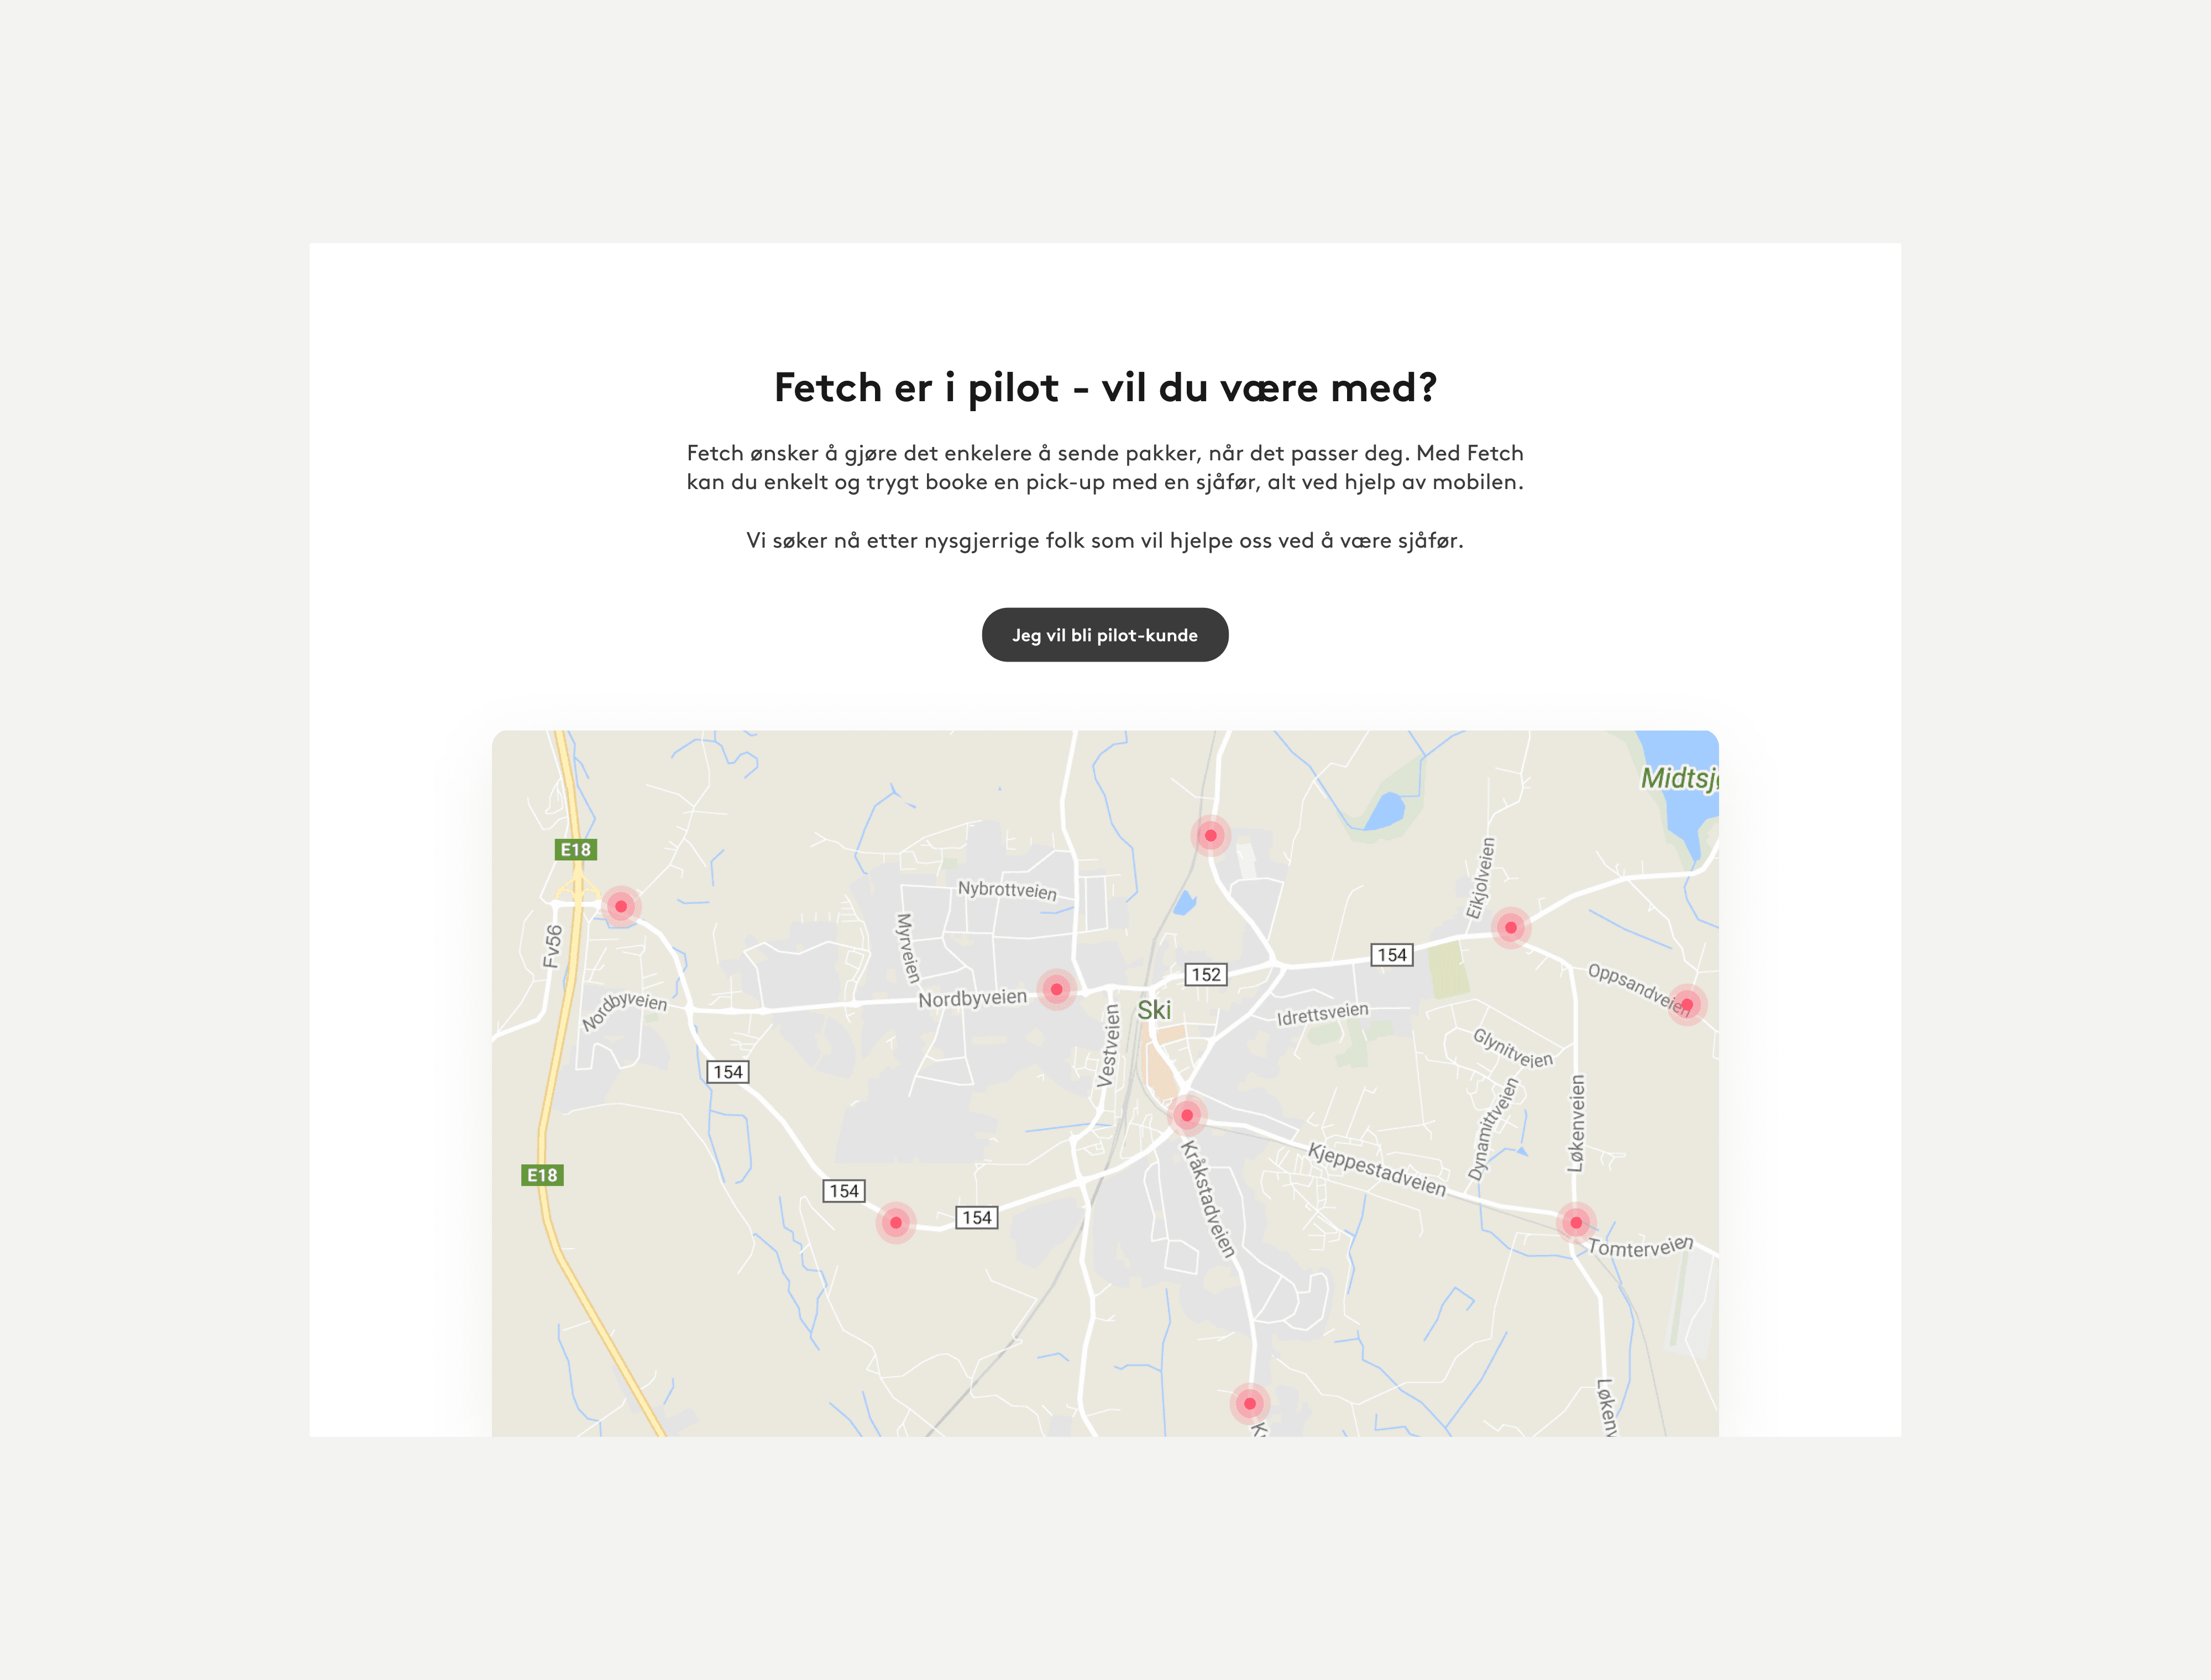 Fetch er i pilot - vil du være med?
Fetch ønsker å gjøre det enkelere å sende pakker, når det passer deg. Med Fetch
kan du enkelt og trygt booke en pick-up med en sjåfør, alt ved hjelp av mobilen.
Vi søker nå etter nysgjerrige folk som vil hjelpe oss ved å være sjåfør.
Jeg vil bli pilot-kunde
Midtsjø
E18
Nybrottveien
Eikjolveien
Fv56
Myrveien
154
152
Oppsandveien
Nordbyveien
Nordbyveien
Ski
Idrettsveien
Vestveien
Glynitveien
154
Dynamittveien
Løkenveien
E18
154
Kråkstadveien
Kjeppestadveien
154
Tomterveien
Løkenv
K